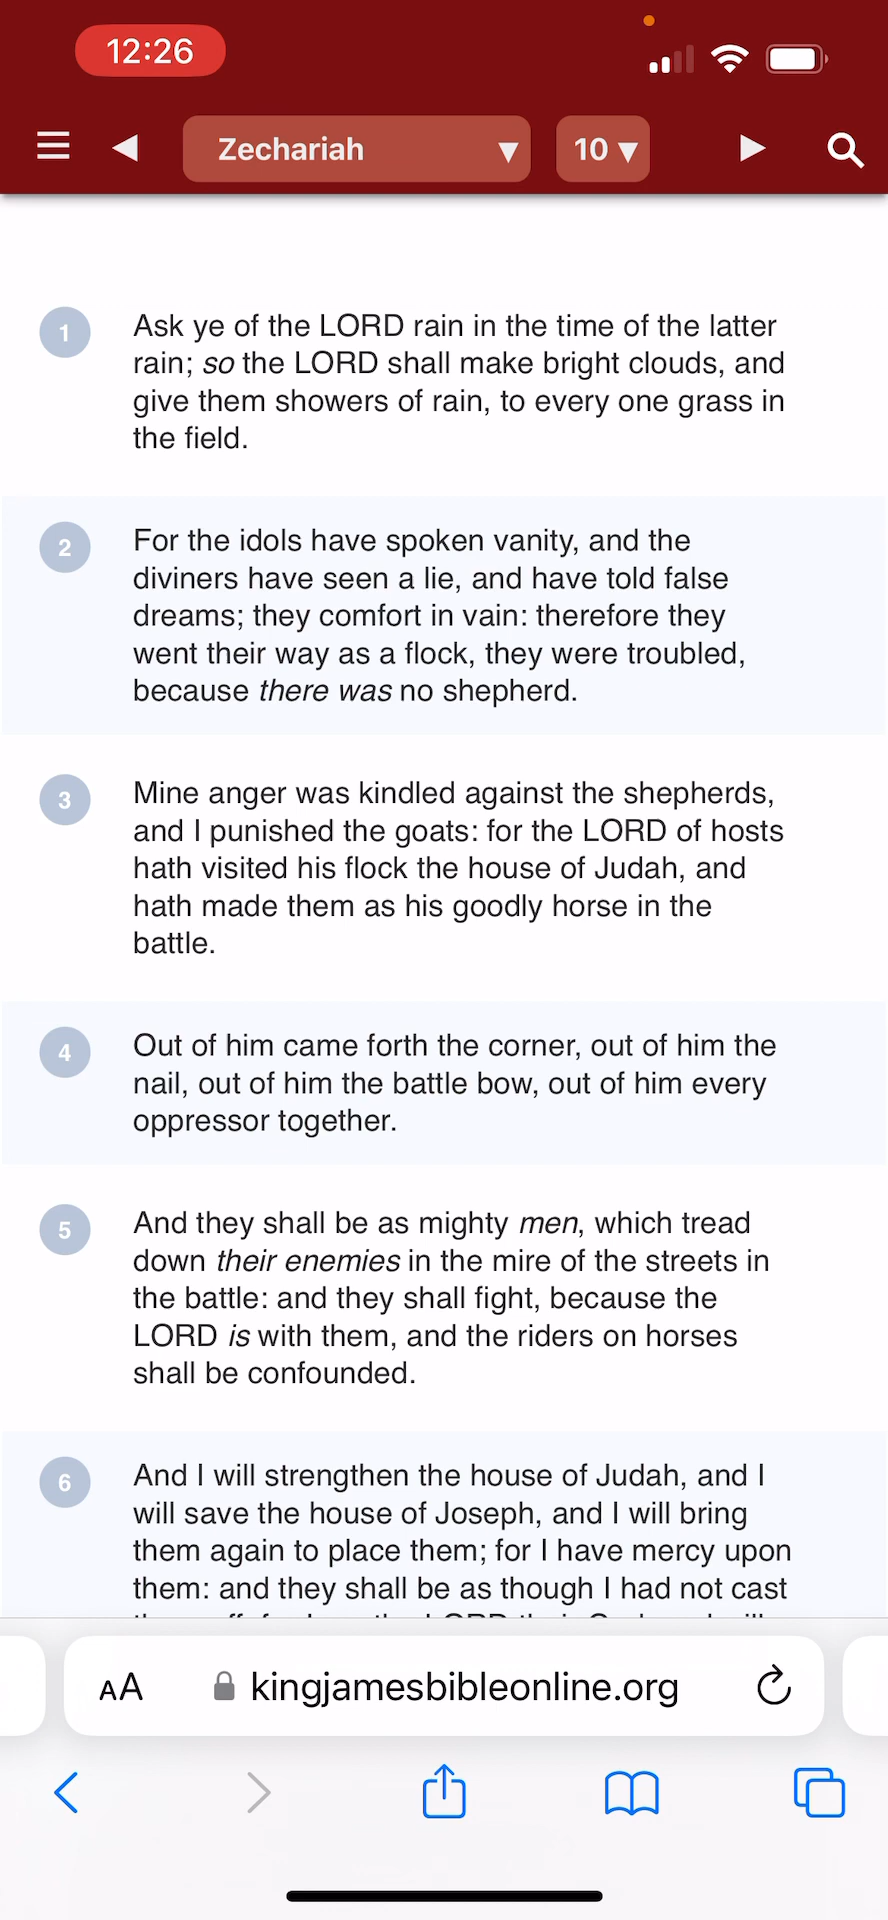 12:26
Zechariah ▼ 10 ▼
1 Ask ye of the LORD rain in the time of the latter
rain; so the LORD shall make bright clouds, and
give them showers of rain, to every one grass in
the field.
2 For the idols have spoken vanity, and the
diviners have seen a lie, and have told false
dreams; they comfort in vain: therefore they
went their way as a flock, they were troubled,
because there was no shepherd.
3 Mine anger was kindled against the shepherds,
and I punished the goats: for the LORD of hosts
hath visited his flock the house of Judah, and
hath made them as his goodly horse in the
battle.
4 Out of him came forth the corner, out of him the
nail, out of him the battle bow, out of him every
oppressor together.
5 And they shall be as mighty men, which tread
down their enemies in the mire of the streets in
the battle: and they shall fight, because the
LORD is with them, and the riders on horses
shall be confounded.
6 And I will strengthen the house of Judah, and I
will save the house of Joseph, and I will bring
them again to place them; for I have mercy upon
them: and they shall be as though I had not cast
AA kingjamesbibleonline.org